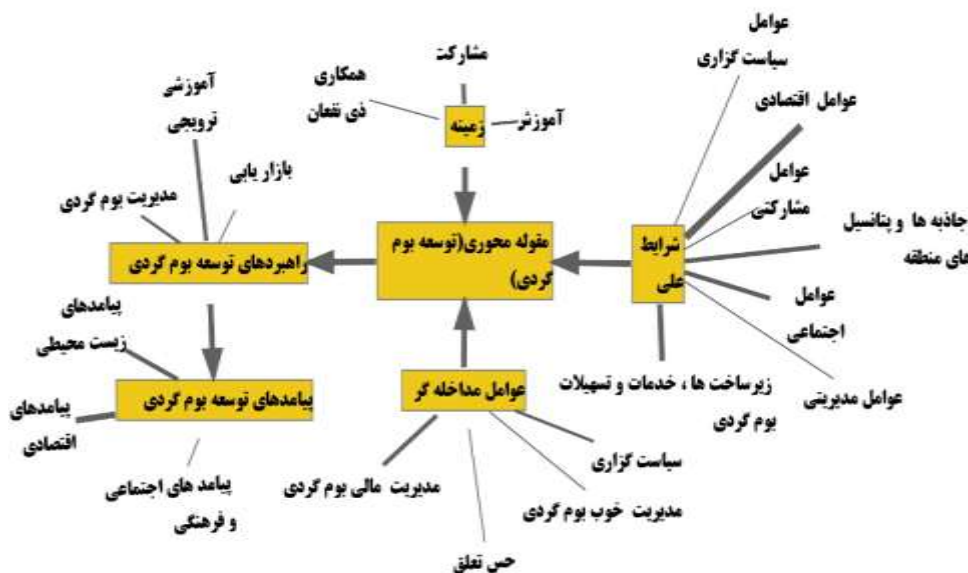 عوامل
سیاست گزاری
عوامل اقتصادی
عوامل
مشارکتی
جاذبه ها و پتانسیل
های منطقه
عوامل
اجتماعی
عوامل مدیریتی
زیرساخت ها ، خدمات و تسهیلات
بوم گردی
شرایط
علی
مشارکت
همکاری
ذی نفعان
آموزش
زمینه
مقوله محوری(توسعه بوم
گردی)
عوامل مداخله گر
سیاست گزاری
مدیریت خوب بوم گردی
حس تعلق
مدیریت مالی بوم گردی
آموزشی
ترویجی
بازار یابی
مدیریت بوم گردی
راهبردهای توسعه بوم گردی
پیامدهای
زیست محیطی
پیامدهای توسعه بوم گردی
پیامدهای
اقتصادی
پیامد های اجتماعی
و فرهنگی